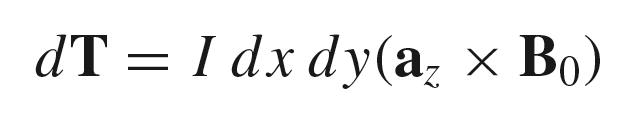 dT = I dx dy(a_z × B_0)